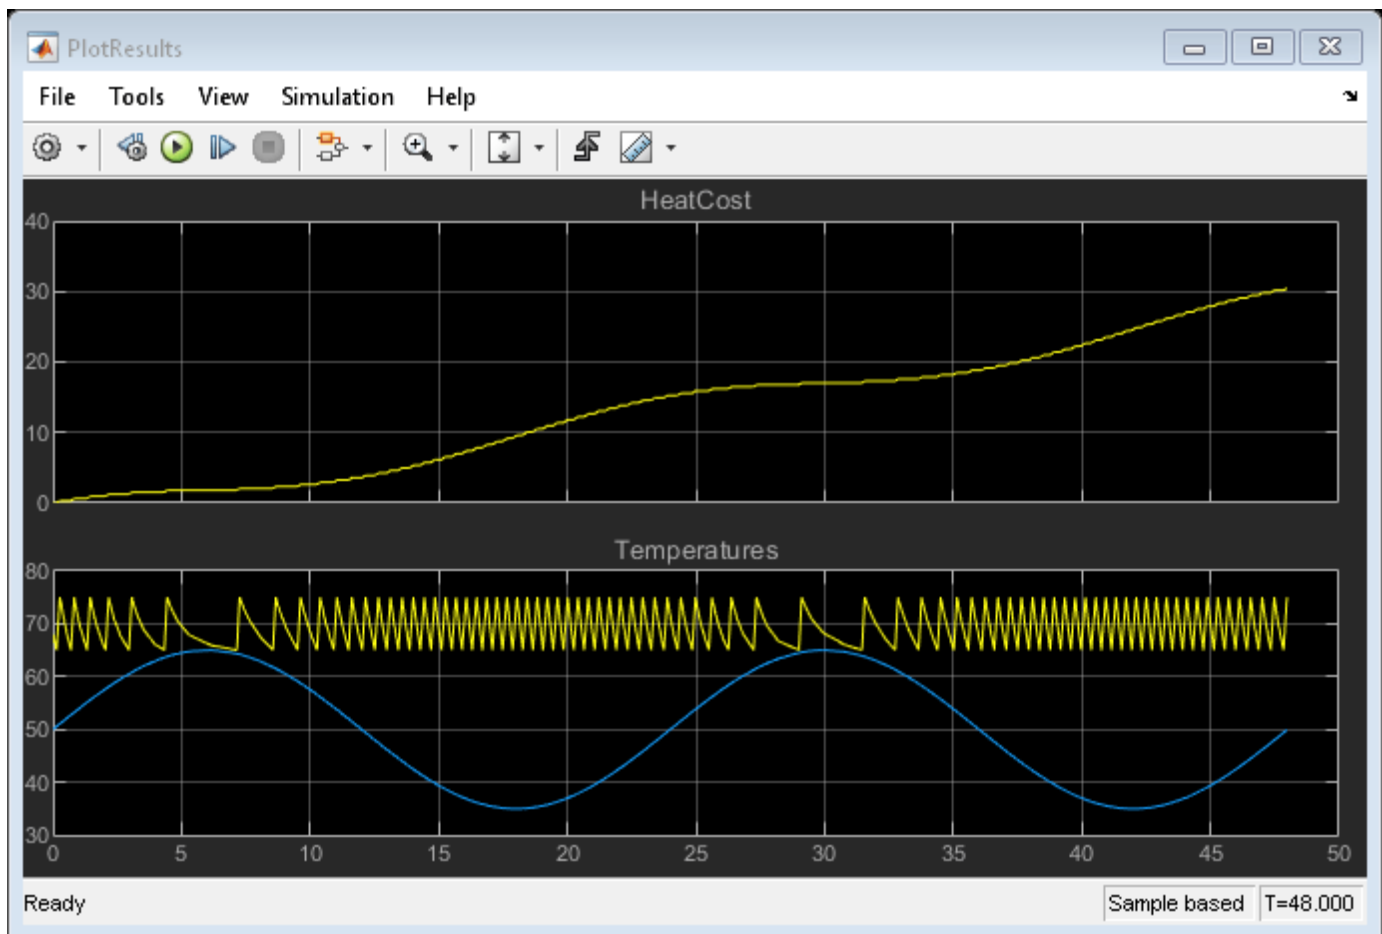 PlotResults
File Tools View Simulation Help
HeatCost
40
30
20
10
0
Temperatures
80
70
60
50
40
30
0 5 10 15 20 25 30 35 40 45 50
Ready Sample based T=48.000